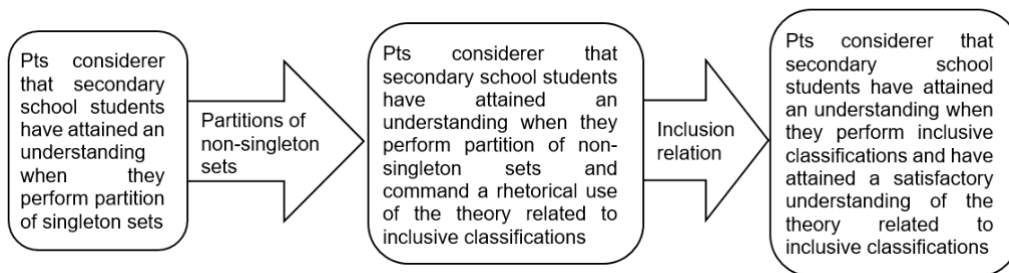 Pts considerer
that secondary
school students
have attained an
understanding
when they
perform partition
of singleton sets
Partitions of
non-singleton
sets
Pts considerer that
secondary school students
have attained an
understanding when they
perform partition of non-
singleton sets and
command a rhetorical use
of the theory related to
inclusive classifications
Inclusion
relation
Pts considerer that
secondary school
students have attained
an understanding when
they perform inclusive
classifications and have
attained a satisfactory
understanding of the
theory related to
inclusive classifications